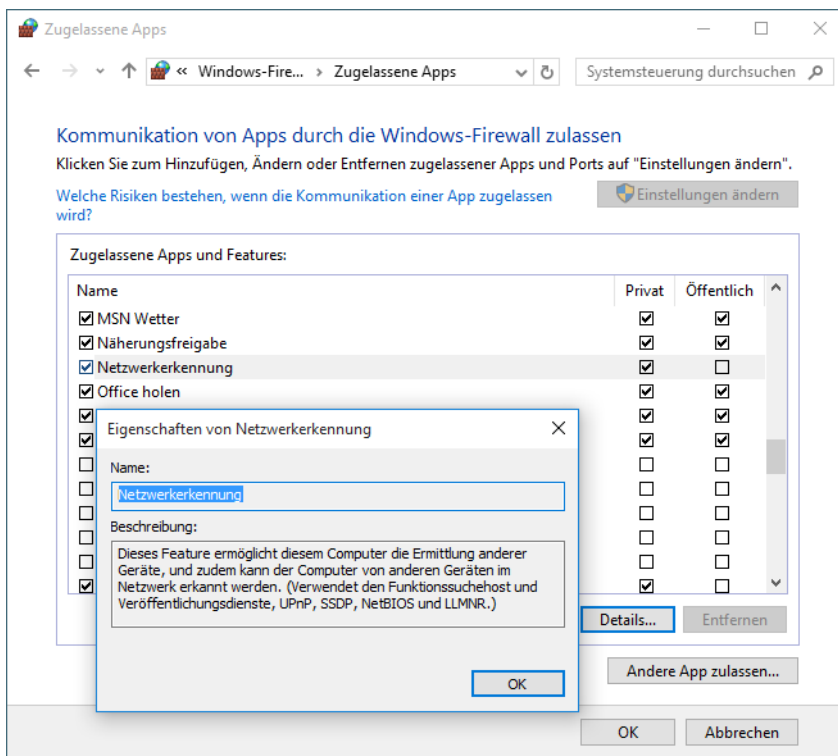 Zugelassene Apps
« Windows-Fire... > Zugelassene Apps
Systemsteuerung durchsuchen
Kommunikation von Apps durch die Windows-Firewall zulassen
Klicken Sie zum Hinzufügen, Ändern oder Entfernen zugelassener Apps und Ports auf "Einstellungen ändern".
Welche Risiken bestehen, wenn die Kommunikation einer App zugelassen
wird?
Einstellungen ändern
Zugelassene Apps und Features:
Name Privat Öffentlich
MSN Wetter
Näherungsfreigabe
Netzwerkerkennung
Office holen
Eigenschaften von Netzwerkerkennung
Name:
Netzwerkerkennung
Beschreibung:
Dieses Feature ermöglicht diesem Computer die Ermittlung anderer
Geräte, und zudem kann der Computer von anderen Geräten im
Netzwerk erkannt werden. (Verwendet den Funktionssuchehost und
Veröffentlichungsdienste, UPnP, SSDP, NetBIOS und LLMNR.)
OK
Details...
Entfernen
Andere App zulassen...
OK
Abbrechen